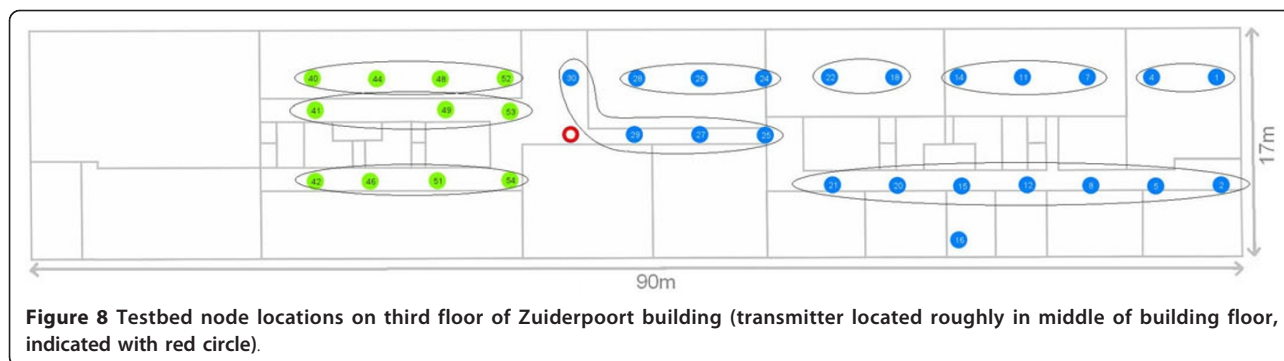 40 44 48 52 30 28 26 24 22 18 14 11 7 4 1
41 49 53
29 27 25
42 46 51 54 21 20 15 12 8 5 2
16
17m
90m
Figure 8 Testbed node locations on third floor of Zuiderpoort building (transmitter located roughly in middle of building floor,
indicated with red circle).